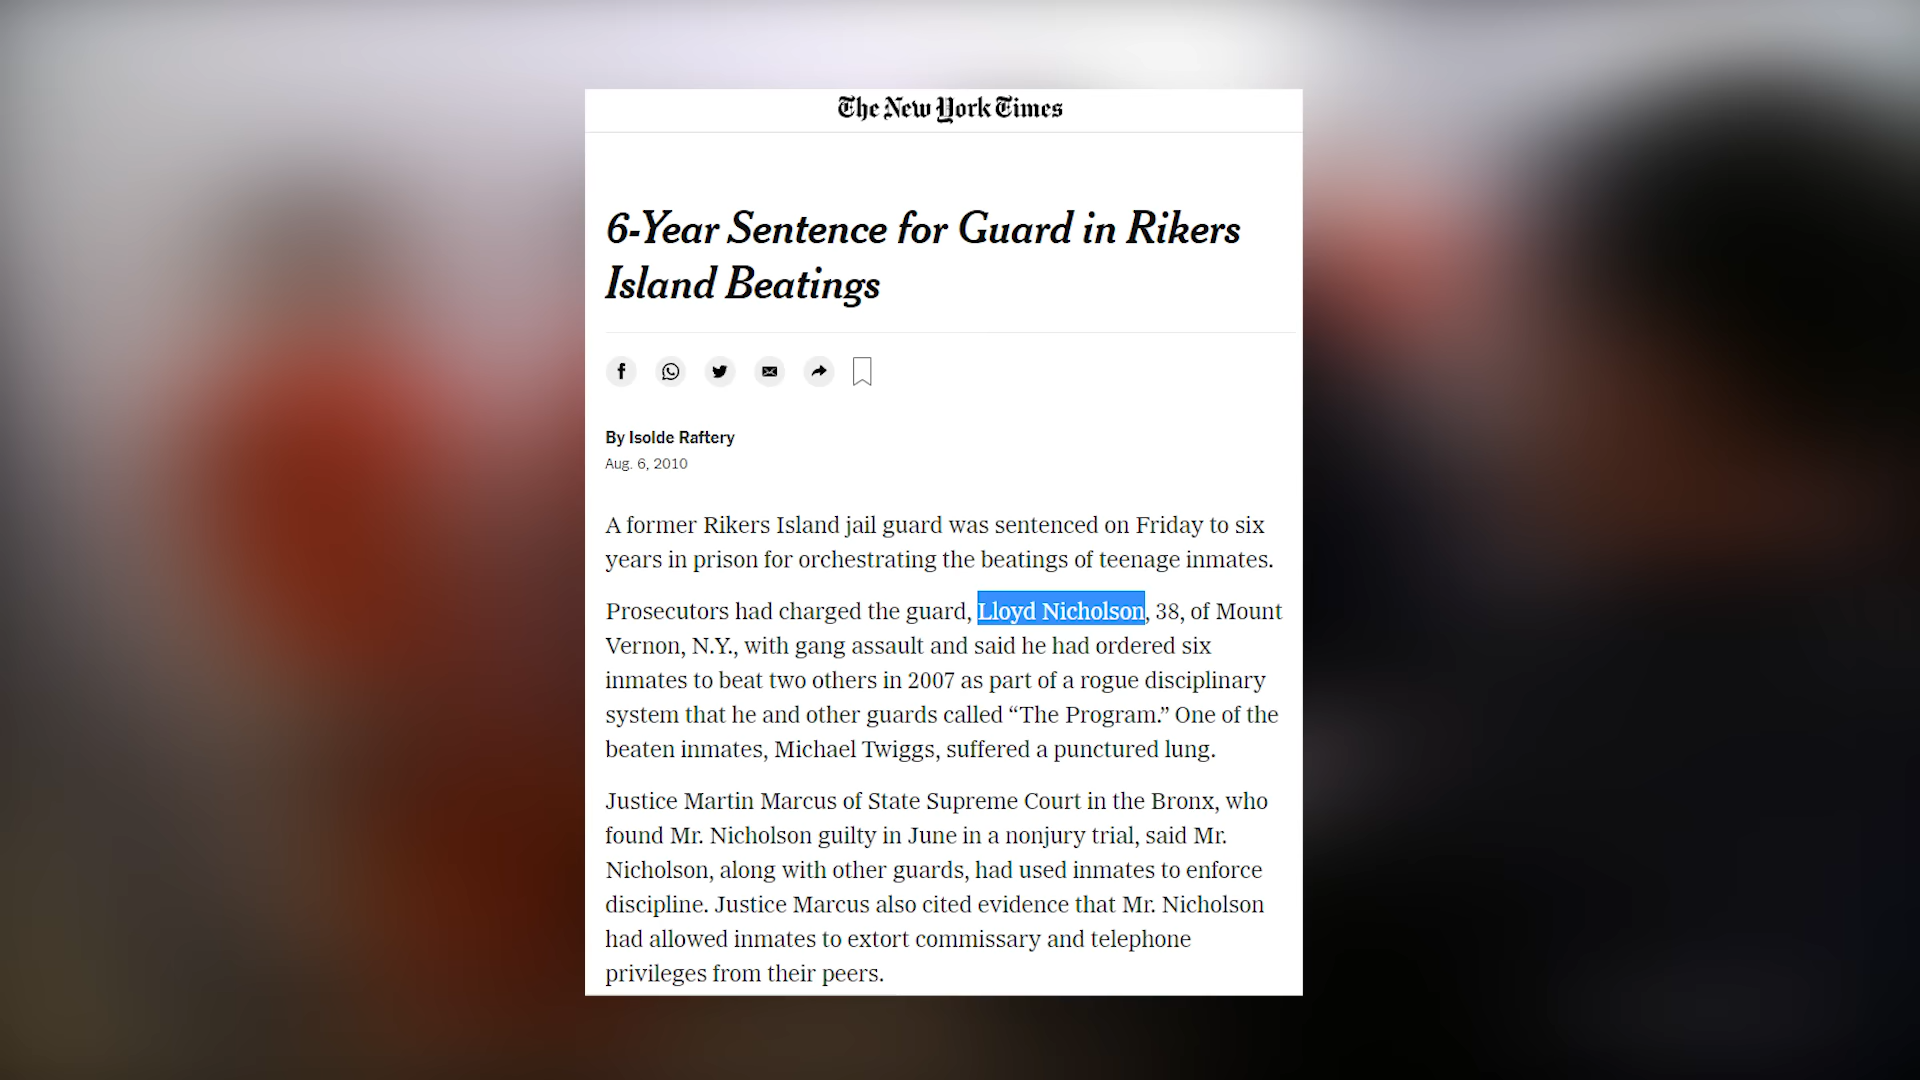 The New York Times
6-Year Sentence for Guard in Rikers
Island Beatings
By Isolde Raftery
Aug. 6, 2010
A former Rikers Island jail guard was sentenced on Friday to six
years in prison for orchestrating the beatings of teenage inmates.
Prosecutors had charged the guard, Lloyd Nicholson, 38, of Mount
Vernon, N.Y., with gang assault and said he had ordered six
inmates to beat two others in 2007 as part of a rogue disciplinary
system that he and other guards called “The Program.” One of the
beaten inmates, Michael Twiggs, suffered a punctured lung.
Justice Martin Marcus of State Supreme Court in the Bronx, who
found Mr. Nicholson guilty in June in a nonjury trial, said Mr.
Nicholson, along with other guards, had used inmates to enforce
discipline. Justice Marcus also cited evidence that Mr. Nicholson
had allowed inmates to extort commissary and telephone
privileges from their peers.